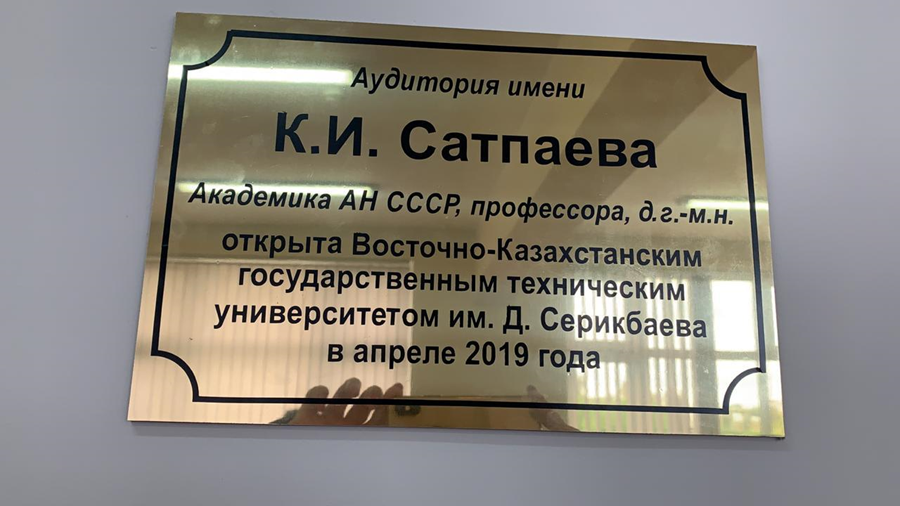 Аудитория имени
К.И. Сатпаева
Академика АН СССР, профессора, д.г.-м.н.
открыта Восточно-Казахстанским
государственным техническим
университетом им. Д. Серикбаева
в апреле 2019 года